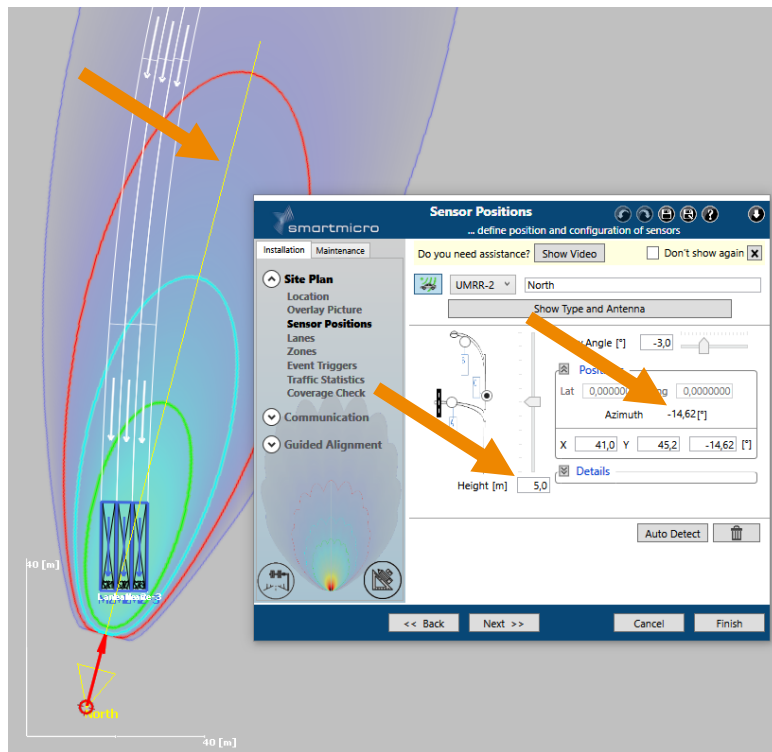 Sensor Positions
... define position and configuration of sensors
smartmicro
Installation
Maintenance
Do you need assistance?
Show Video
Don't show again
Site Plan
Location
Overlay Picture
Sensor Positions
Lanes
Zones
Event Triggers
Traffic Statistics
Coverage Check
Communication
Guided Alignment
UMRR-2
North
Show Type and Antenna
Angle [°]
-3,0
Lat
0,0000000
Azimuth
-14,62[°]
X
41,0
Y
45,2
-14,62
[°]
Details
Height [m]
5,0
Auto Detect
<< Back
Next >>
Cancel
Finish
40 [m]
North
40 [m]